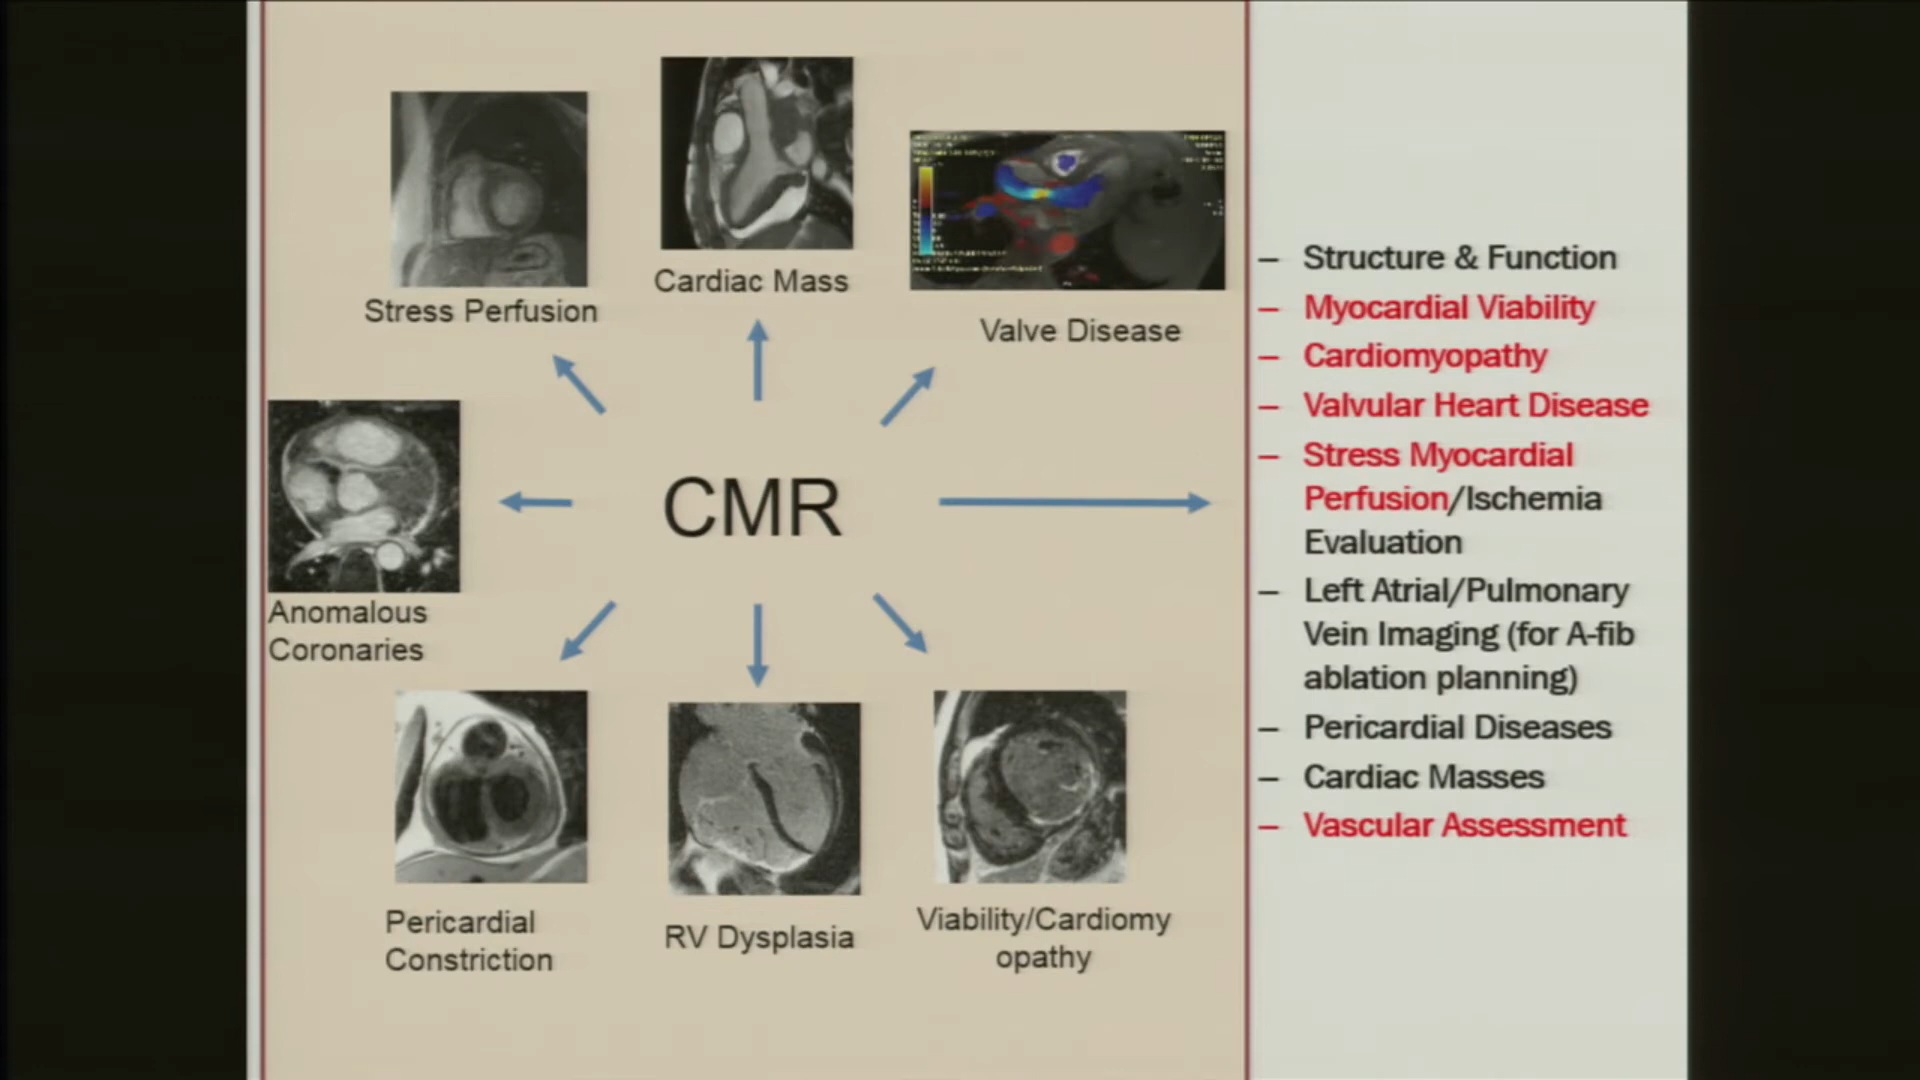 Stress Perfusion
Cardiac Mass
Valve Disease
Anomalous
Coronaries
CMR
Pericardial
Constriction
RV Dysplasia
Viability/Cardiomy
opathy
– Structure & Function
– Myocardial Viability
– Cardiomyopathy
– Valvular Heart Disease
– Stress Myocardial
Perfusion/Ischemia
Evaluation
– Left Atrial/Pulmonary
Vein Imaging (for A-fib
ablation planning)
– Pericardial Diseases
– Cardiac Masses
– Vascular Assessment